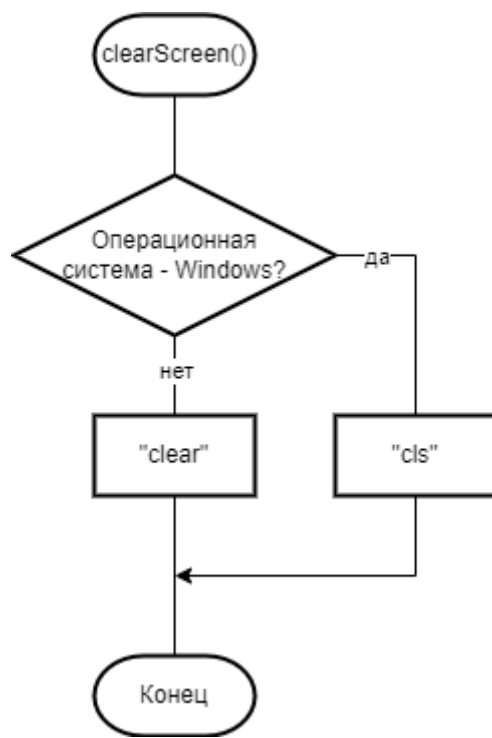 clearScreen()
Операционная
система - Windows?
да
нет
"clear"
"cls"
Конец